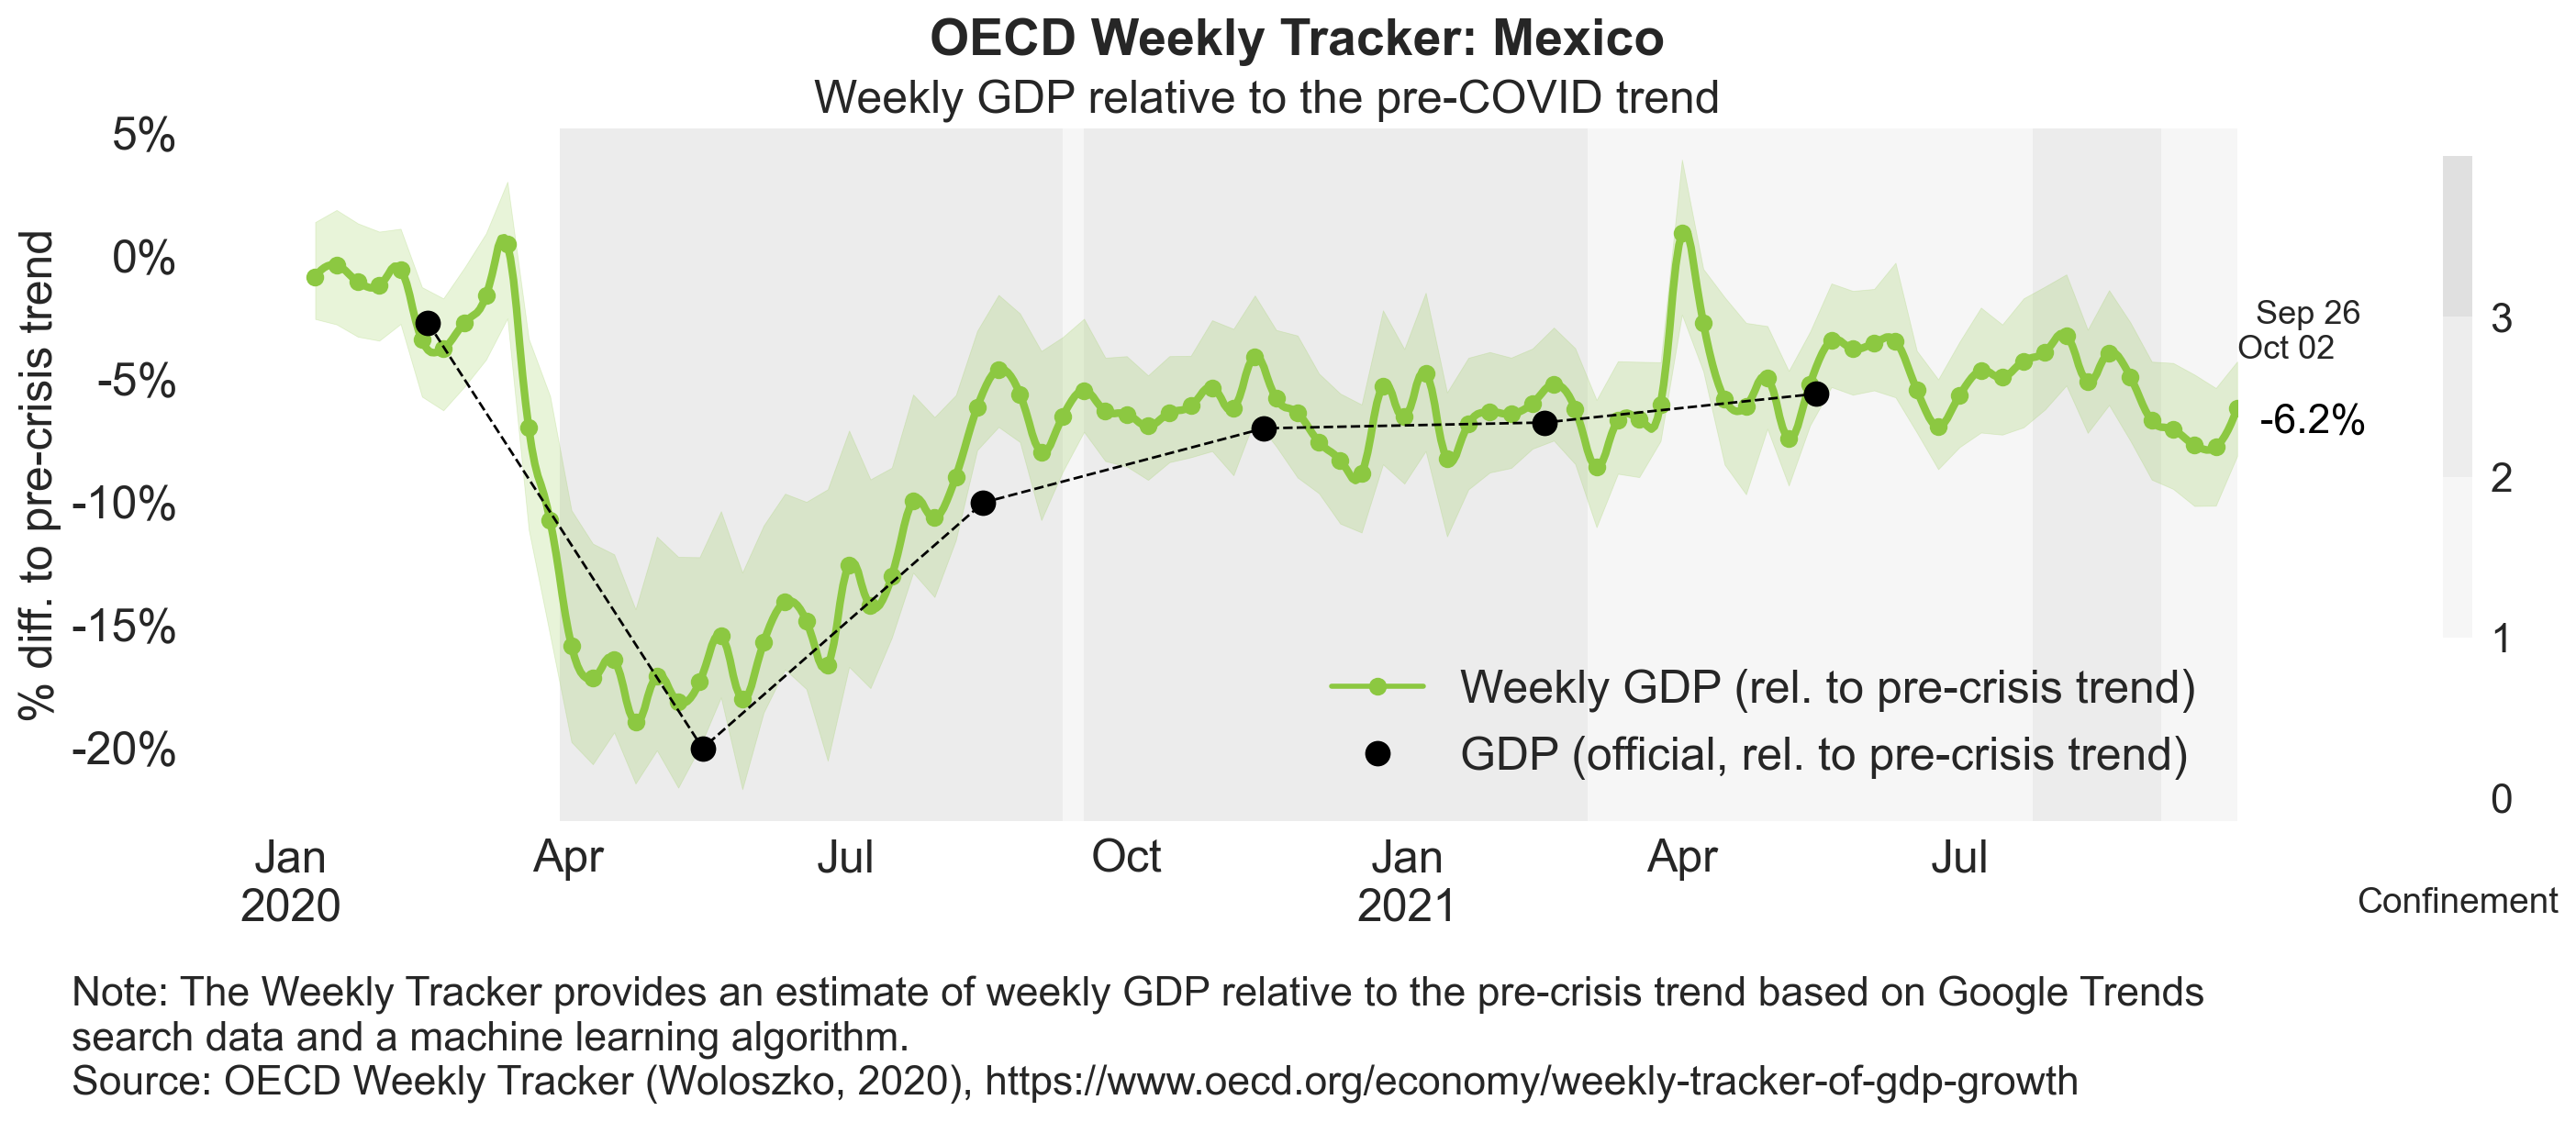 OECD Weekly Tracker: Mexico
Weekly GDP relative to the pre-COVID trend
% diff. to pre-crisis trend
5%
0%
-5%
-10%
-15%
-20%
Sep 26
Oct 02
-6.2%
Weekly GDP (rel. to pre-crisis trend)
GDP (official, rel. to pre-crisis trend)
3
2
1
0
Confinement
Jan Apr Jul Oct Jan Apr Jul
2020 2021
Note: The Weekly Tracker provides an estimate of weekly GDP relative to the pre-crisis trend based on Google Trends
search data and a machine learning algorithm.
Source: OECD Weekly Tracker (Woloszko, 2020), https://www.oecd.org/economy/weekly-tracker-of-gdp-growth